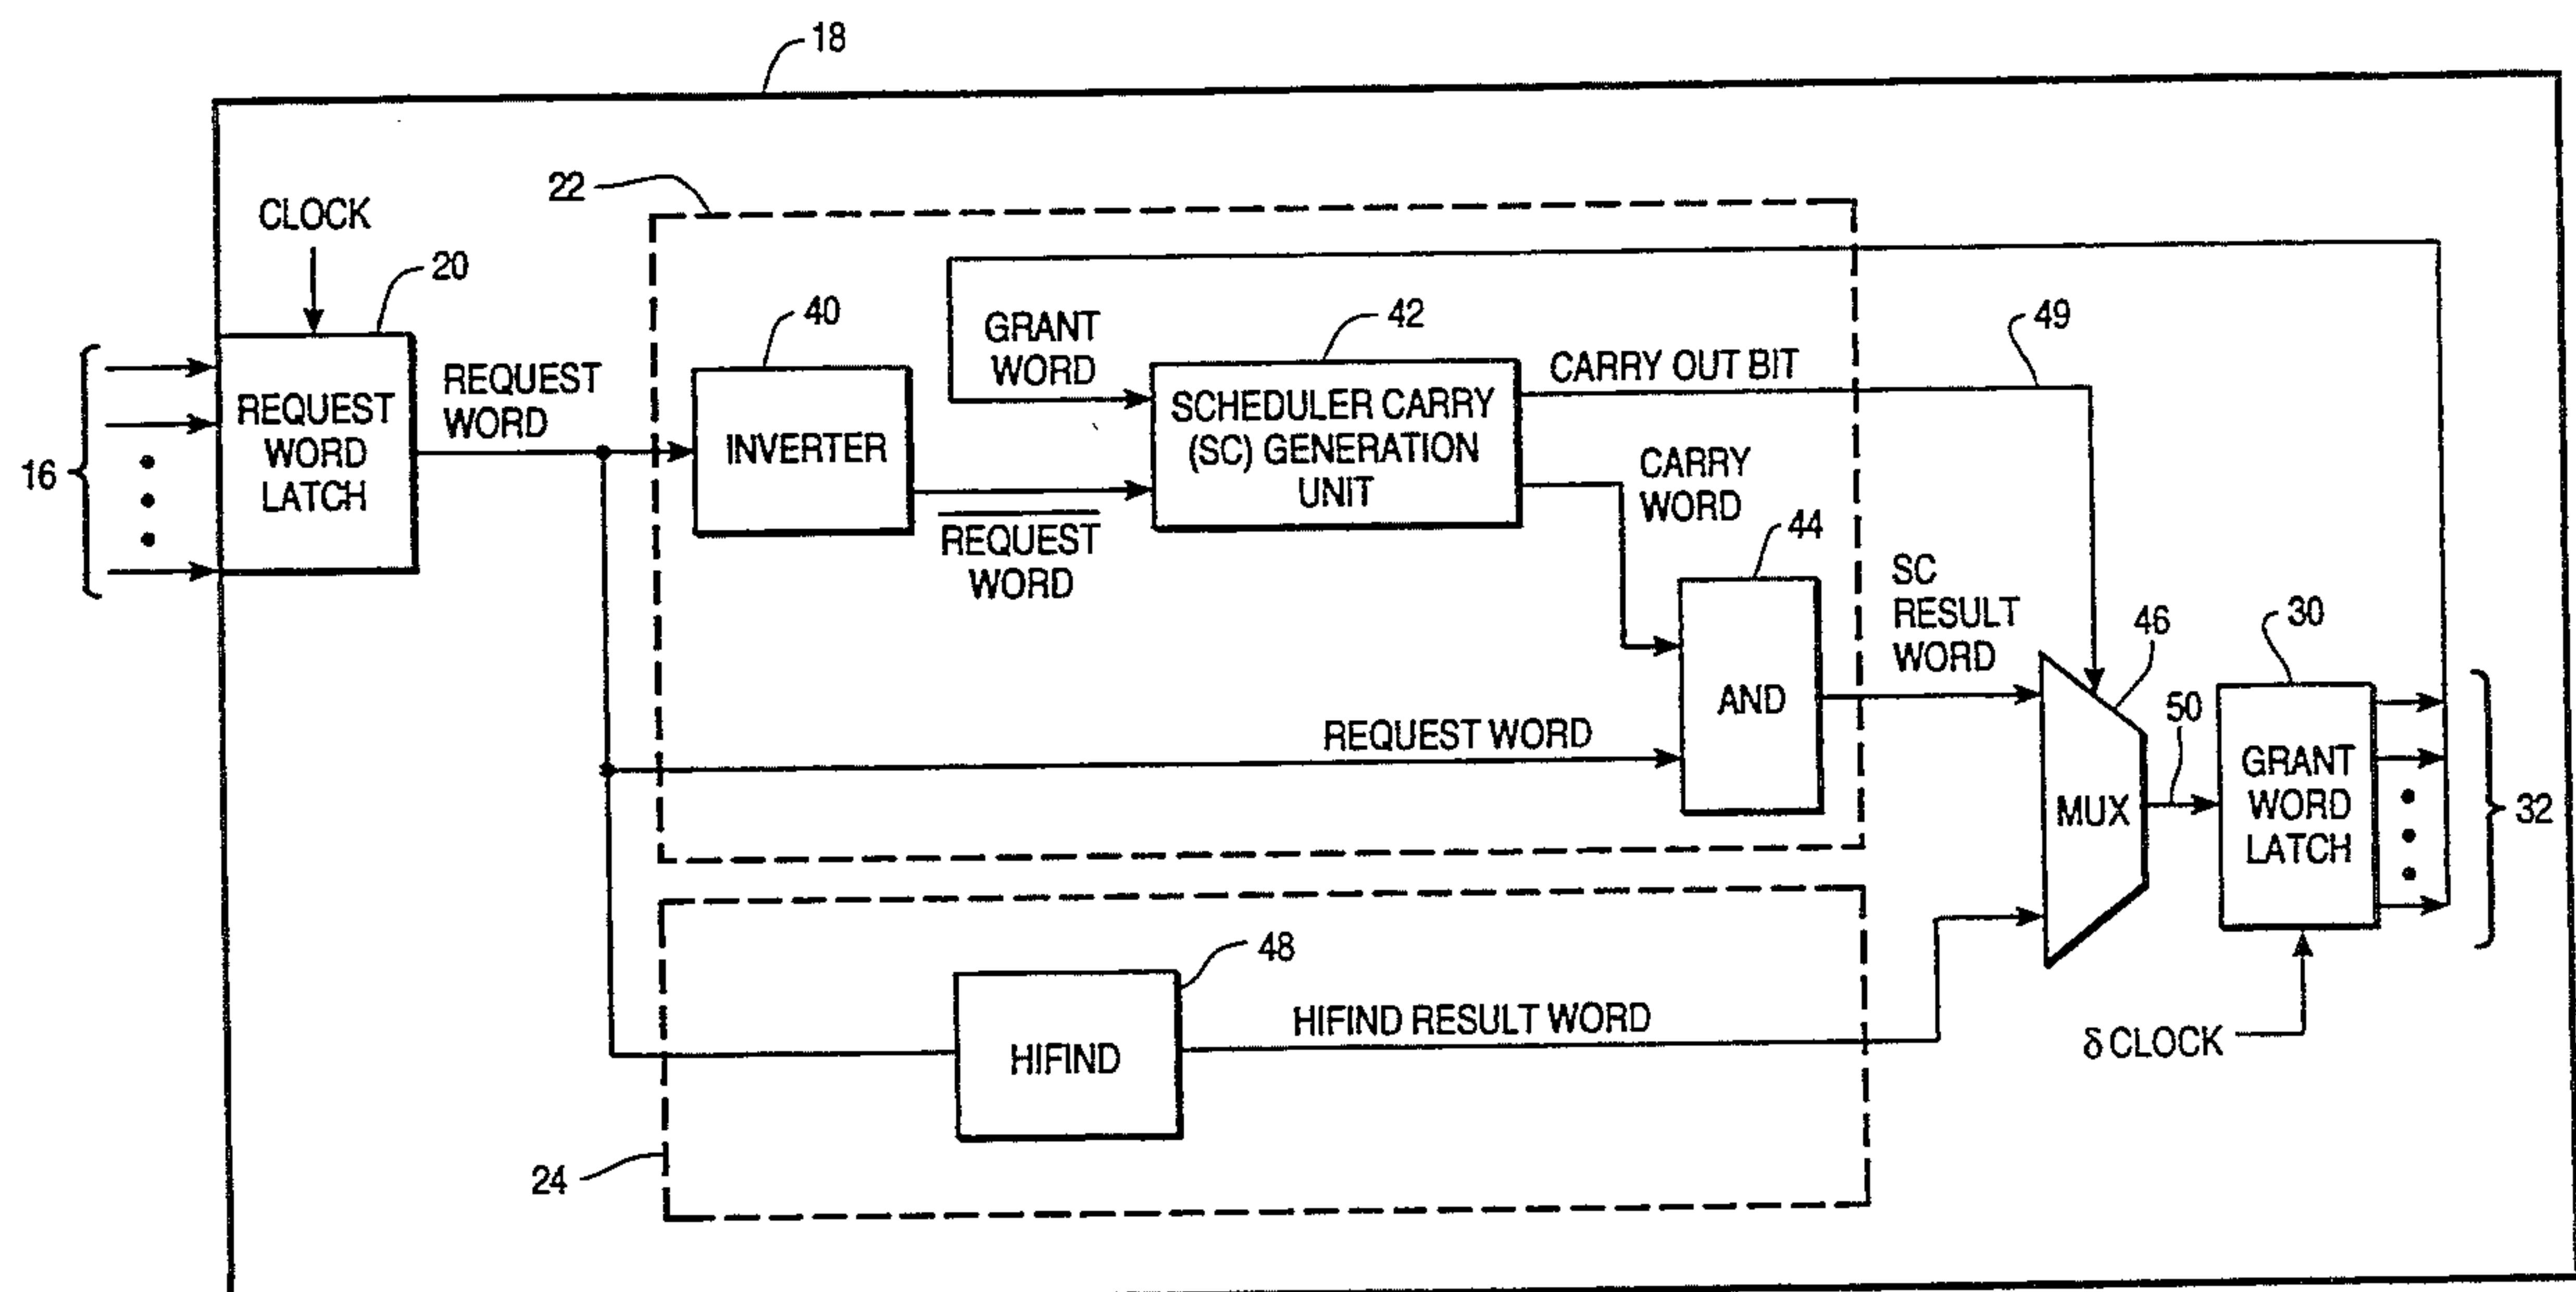 18
22
CLOCK
20
40
42
49
GRANT
WORD
REQUEST
WORD
CARRY OUT BIT
REQUEST
WORD
LATCH
16
INVERTER
SCHEDULER CARRY
(SC) GENERATION
UNIT
CARRY
WORD
REQUEST
WORD
44
SC
RESULT
WORD
46
30
AND
REQUEST WORD
50
MUX
GRANT
WORD
LATCH
32
48
HIFIND
HIFIND RESULT WORD
δ CLOCK
24